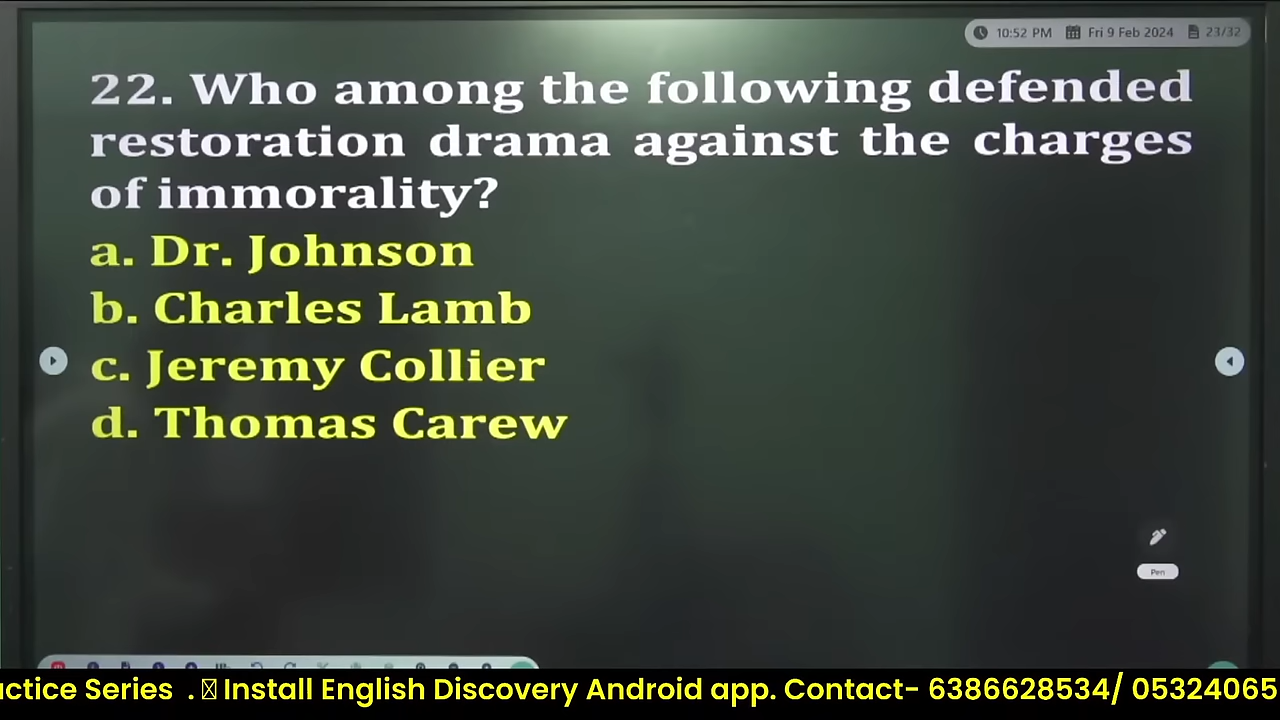 10:52 PM Fri 9 Feb 2024 23/32
22. Who among the following defended
restoration drama against the charges
of immorality?
a. Dr. Johnson
b. Charles Lamb
c. Jeremy Collier
d. Thomas Carew
Pen
actice Series . Install English Discovery Android app. Contact- 6386628534/ 05324065